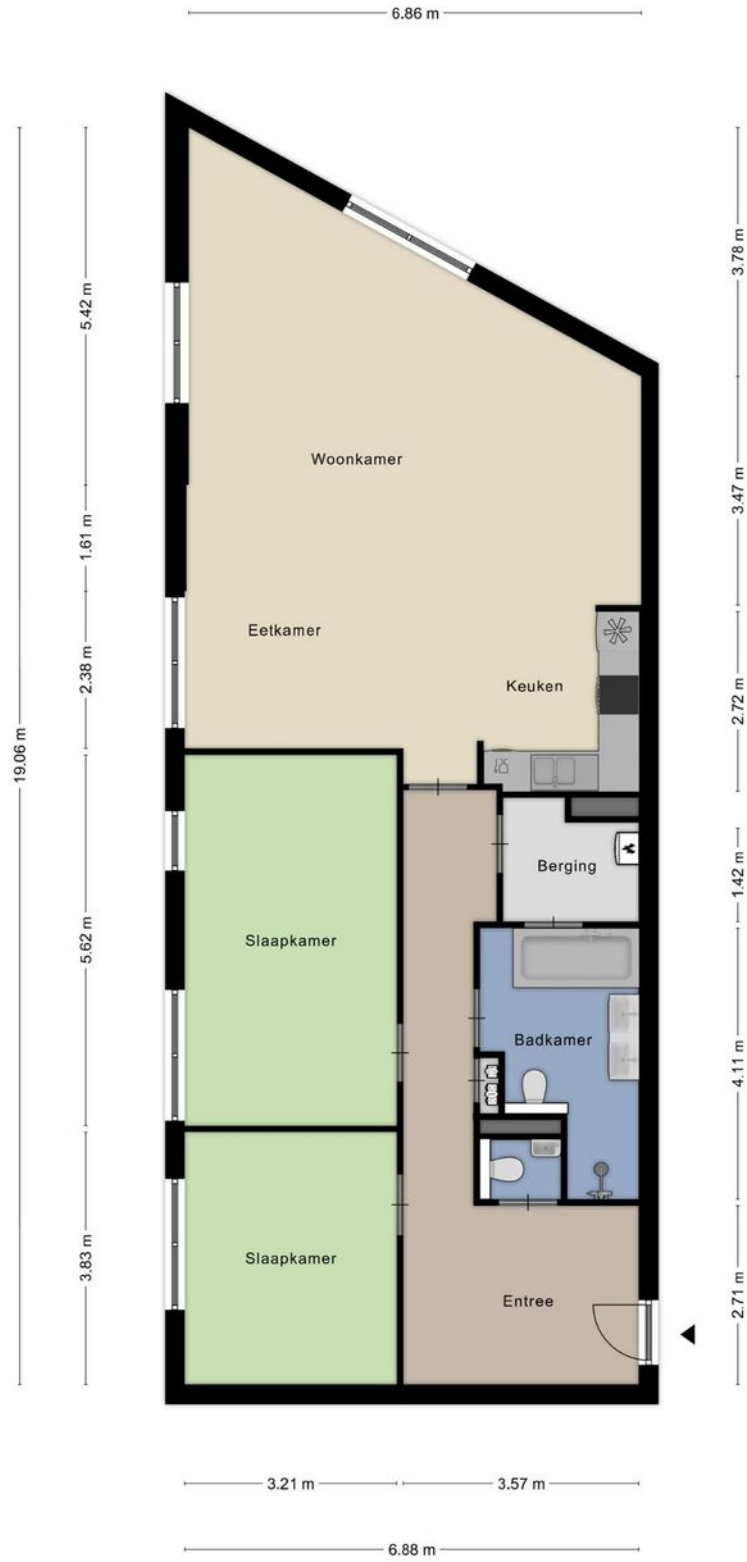 6.86 m
3.78 m
5.42 m
Woonkamer
3.47 m
1.61 m
Eetkamer
2.38 m
Keuken
2.72 m
19.06 m
Berging
1.42 m
5.62 m
Slaapkamer
Badkamer
4.11 m
3.83 m
Slaapkamer
Entree
2.71 m
3.21 m
3.57 m
6.88 m